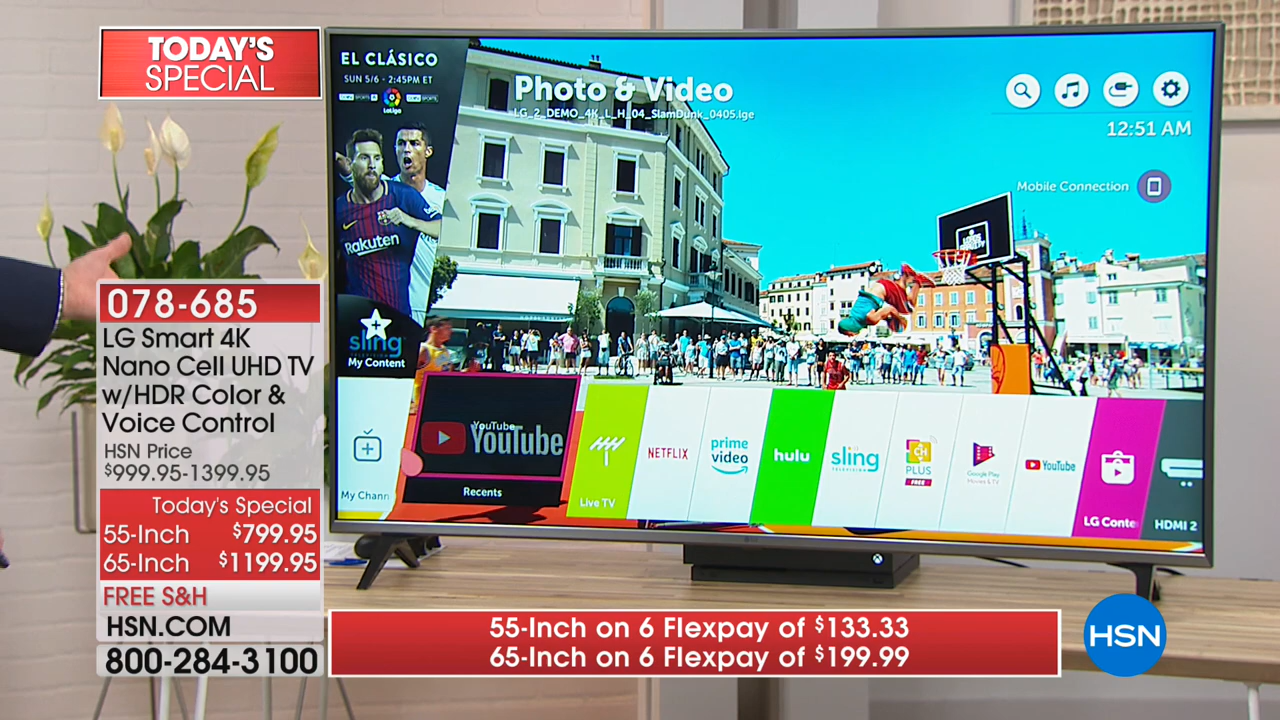 TODAY'S
SPECIAL
078-685
LG Smart 4K
Nano Cell UHD TV
w/HDR Color &
Voice Control
HSN Price
$999.95-1399.95
Today's Special
55-Inch $799.95
65-Inch $1199.95
FREE S&H
HSN.COM
800-284-3100
EL CLÁSICO
SUN 5/6 - 2:45PM ET
LaLiga
Rakuten
Photo & Video
LG_2_DEMO_4K_L_H_04_SlamDunk_0405.lge
12:51 AM
Mobile Connection
sling
TELEVISION
My Content
My Chann
YouTube
YouTube
Recents
Live TV
NETFLIX
prime
video
hulu
sling
TELEVISION
CH
PLUS
FREE
Google Play
Movies & TV
YouTube
LG Conte
HDMI 2
55-Inch on 6 Flexpay of $133.33
65-Inch on 6 Flexpay of $199.99
HSN